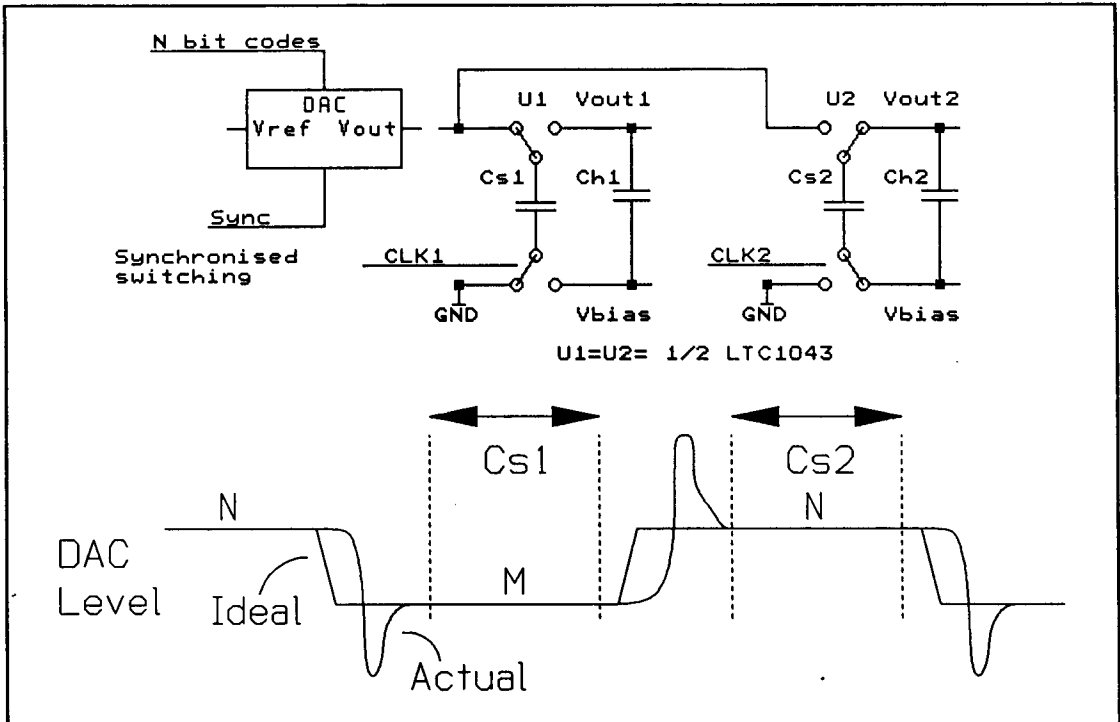 N bit codes
DAC
Vref Vout
Sync
Synchronised
switching
U1 Vout1
Cs1 Ch1
CLK1
GND Vbias
U2 Vout2
Cs2 Ch2
CLK2
GND Vbias
U1=U2= 1/2 LTC1043
Cs1
Cs2
N
N
DAC
Level
Ideal
M
Actual